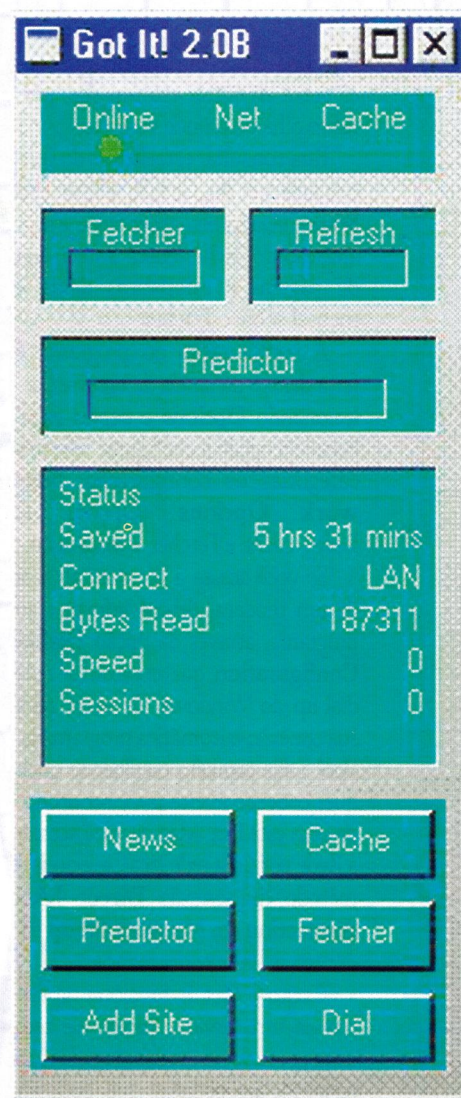 Got It! 2.0B
Online Net Cache
Fetcher Refresh
Predictor
Status
Saved 5 hrs 31 mins
Connect LAN
Bytes Read 187311
Speed 0
Sessions 0
News Cache
Predictor Fetcher
Add Site Dial